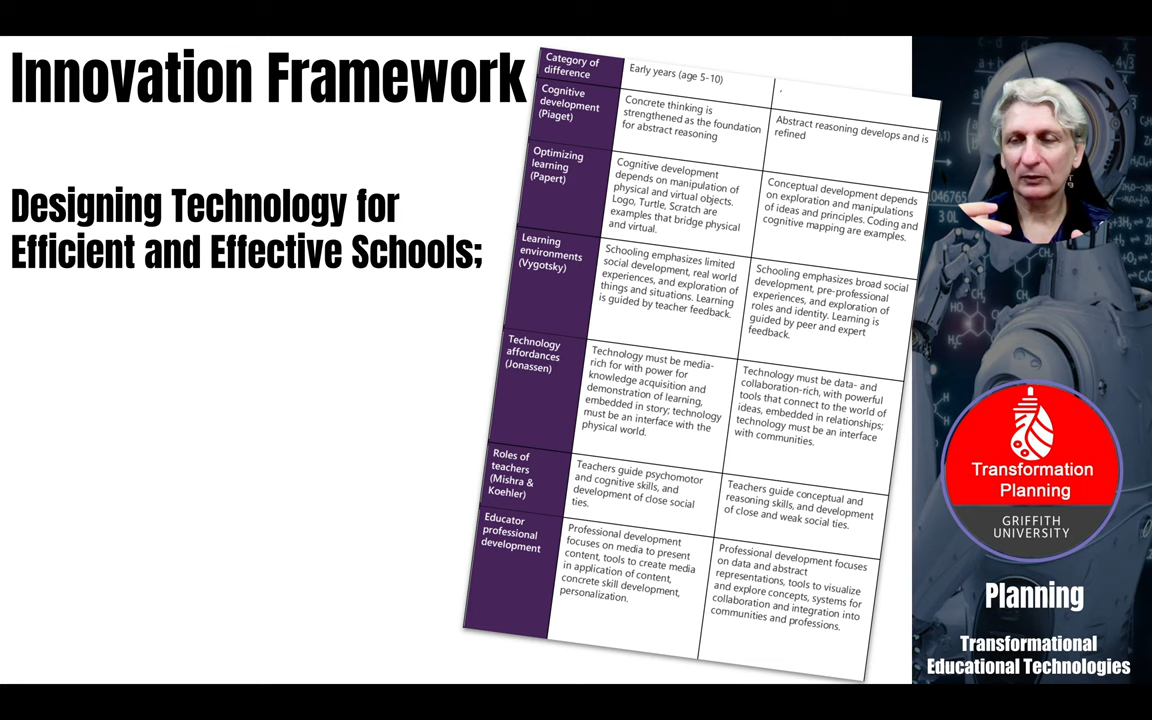 Innovation Framework
Designing Technology for
Efficient and Effective Schools;
Category of
difference
Early years (age 5-10)
Cognitive
development
(Piaget)
Concrete thinking is
strengthened as the foundation
for abstract reasoning
Abstract reasoning develops and is
refined
Optimizing
learning
(Papert)
Cognitive development
depends on manipulation of
physical and virtual objects.
Logo, Turtle, Scratch are
examples that bridge physical
and virtual.
Conceptual development depends
on exploration and manipulations
of ideas and principles. Coding and
cognitive mapping are examples.
Learning
environments
(Vygotsky)
Schooling emphasizes limited
social development, real world
experiences, and exploration of
things and situations. Learning
is guided by teacher feedback.
Schooling emphasizes broad social
development, pre-professional
experiences, and exploration of
roles and identity. Learning is
guided by peer and expert
feedback.
Technology
affordances
(Jonassen)
Technology must be media-
rich for with power for
knowledge acquisition and
demonstration of learning,
embedded in story; technology
must be an interface with the
physical world.
Technology must be data- and
collaboration-rich, with powerful
tools that connect to the world of
ideas, embedded in relationships;
technology must be an interface
with communities.
Roles of
teachers
(Mishra &
Koehler)
Teachers guide psychomotor
and cognitive skills, and
development of close social
ties.
Teachers guide conceptual and
reasoning skills, and development
of close and weak social ties.
Educator
professional
development
Professional development
focuses on media to present
content, tools to create media
in application of content,
concrete skill development,
personalization.
Professional development focuses
on data and abstract
representations, tools to visualize
and explore concepts, systems for
collaboration and integration into
communities and professions.
Transformation
Planning
GRIFFITH
UNIVERSITY
Planning
Transformational
Educational Technologies